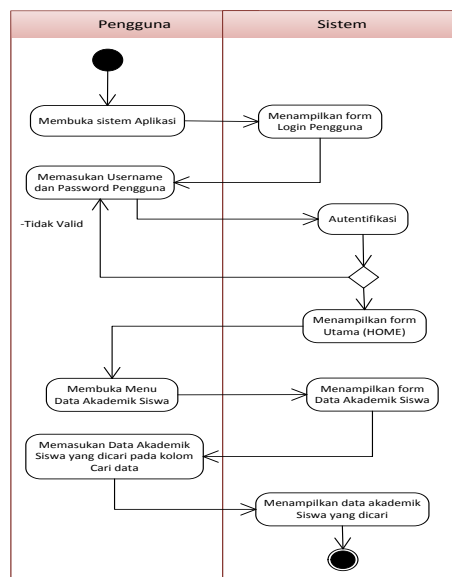 Pengguna
Sistem
Membuka sistem Aplikasi
Menampilkan form
Login Pengguna
Memasukan Username
dan Password Pengguna
-Tidak Valid
Autentifikasi
Menampilkan form
Utama (HOME)
Membuka Menu
Data Akademik Siswa
Menampilkan form
Data Akademik Siswa
Memasukan Data Akademik
Siswa yang dicari pada kolom
Cari data
Menampilkan data akademik
Siswa yang dicari